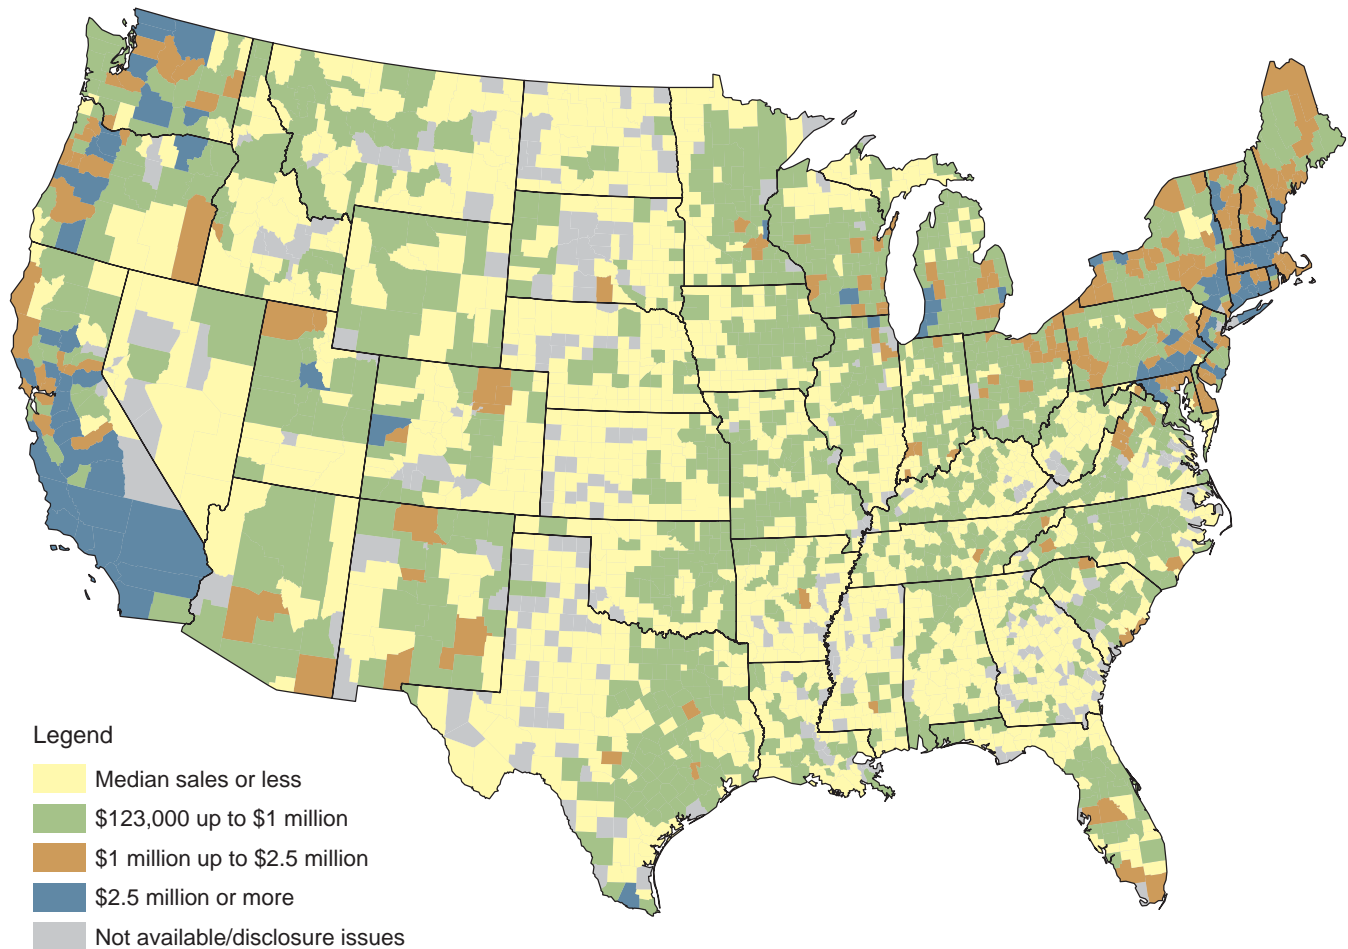 Legend
Median sales or less
$123,000 up to $1 million
$1 million up to $2.5 million
$2.5 million or more
Not available/disclosure issues